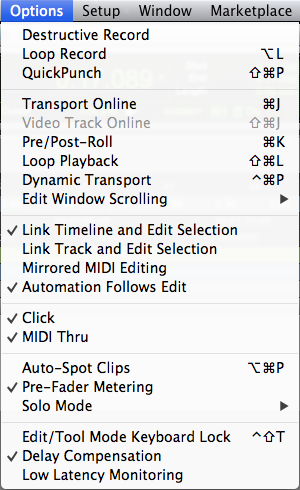 Options Setup Window Marketplace
Destructive Record
Loop Record ⌥L
QuickPunch ⇧⌘P
Transport Online ⌘J
Video Track Online ⇧⌘J
Pre/Post-Roll ⌘K
Loop Playback ⇧⌘L
Dynamic Transport ^⌘P
Edit Window Scrolling ▶
✓ Link Timeline and Edit Selection
Link Track and Edit Selection
Mirrored MIDI Editing
✓ Automation Follows Edit
✓ Click
✓ MIDI Thru
Auto-Spot Clips ⌥⌘P
✓ Pre-Fader Metering
Solo Mode ▶
Edit/Tool Mode Keyboard Lock ^⇧T
✓ Delay Compensation
Low Latency Monitoring